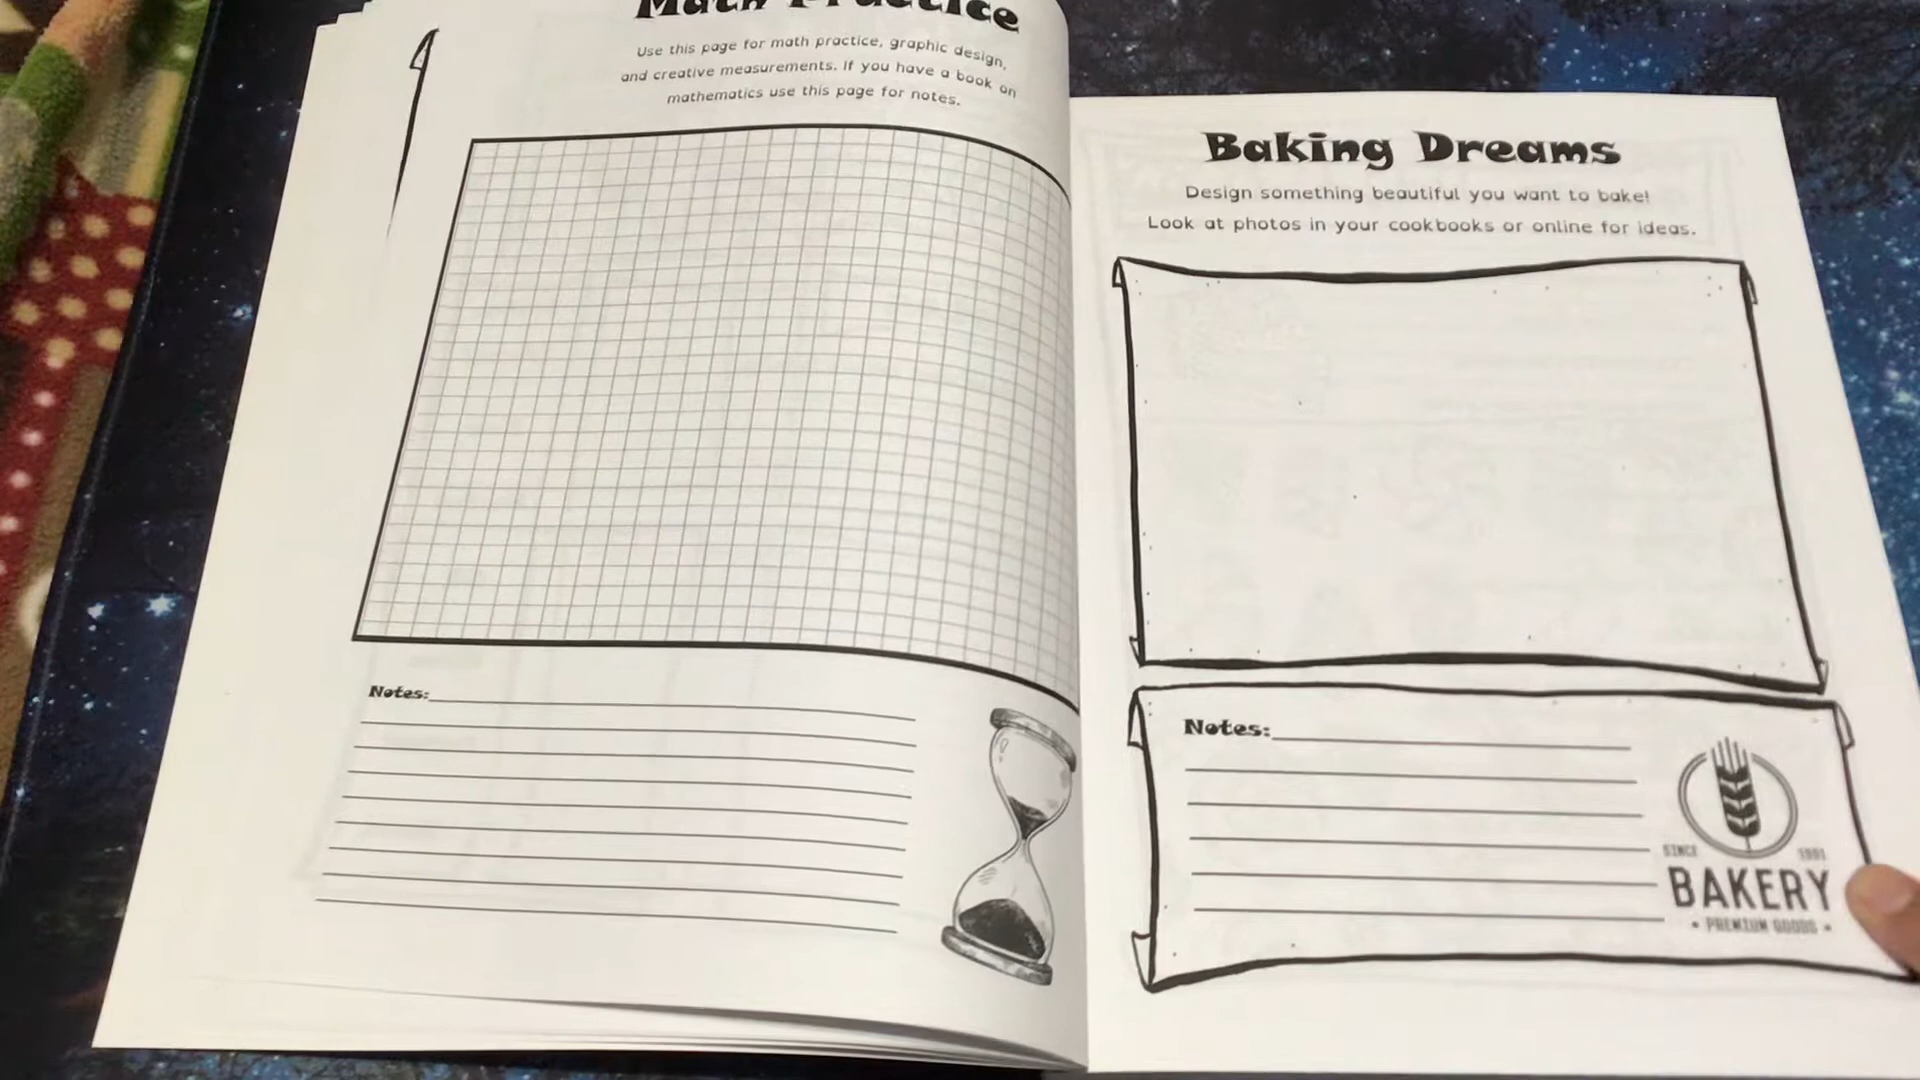 Math Practice
Use this page for math practice, graphic design,
and creative measurements. If you have a book on
mathematics use this page for notes.
Notes:
Baking Dreams
Design something beautiful you want to bake!
Look at photos in your cookbooks or online for ideas.
Notes:
SINCE 1991
BAKERY
• PREMIUM GOODS •